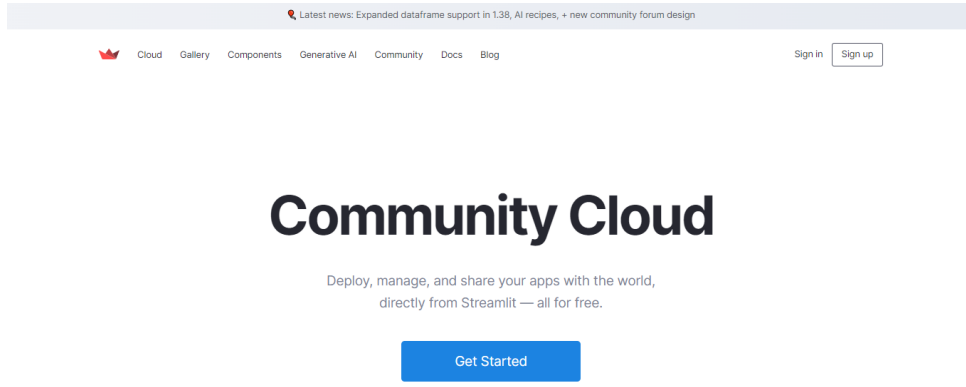 Latest news: Expanded dataframe support in 1.38, AI recipes, + new community forum design
Cloud Gallery Components Generative AI Community Docs Blog Sign in Sign up
Community Cloud
Deploy, manage, and share your apps with the world,
directly from Streamlit — all for free.
Get Started